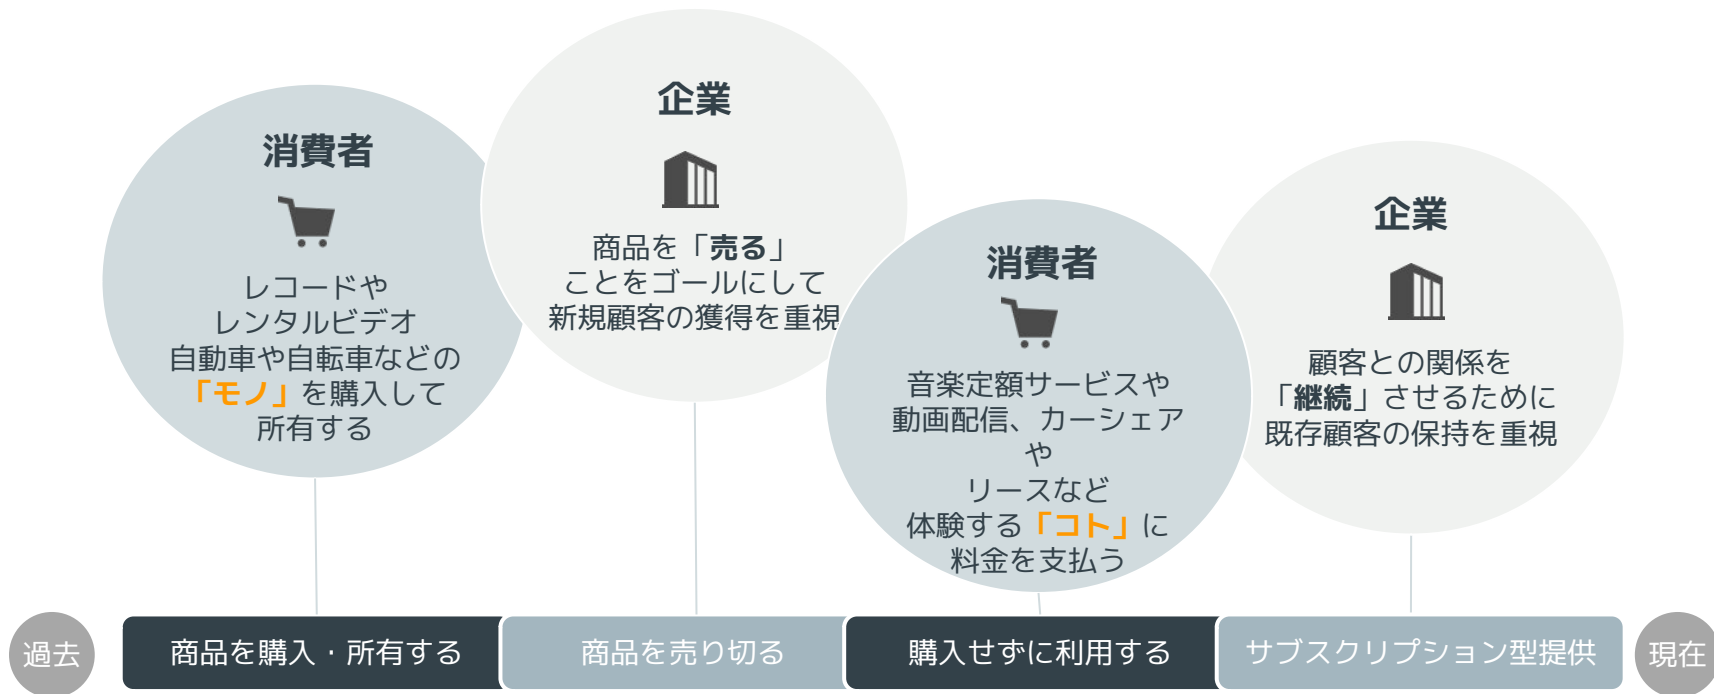 消費者
レコードや
レンタルビデオ
自動車や自転車などの
「モノ」を購入して
所有する
企業
商品を「売る」
ことをゴールにして
新規顧客の獲得を重視
消費者
音楽定額サービスや
動画配信、カーシェア
や
リースなど
体験する「コト」に
料金を支払う
企業
顧客との関係を
「継続」させるために
既存顧客の保持を重視
過去
商品を購入・所有する
商品を売り切る
購入せずに利用する
サブスクリプション型提供
現在